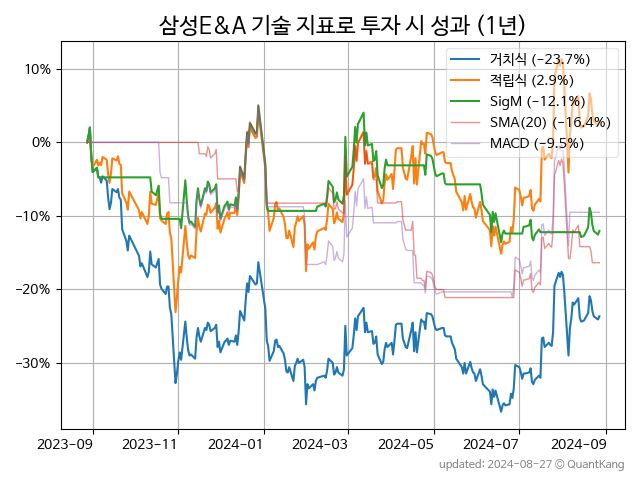 삼성E&A 기술 지표로 투자 시 성과 (1년)
거치식 (−23.7%)
적립식 (2.9%)
SigM (−12.1%)
SMA(20) (−16.4%)
MACD (−9.5%)
10%
0%
−10%
−20%
−30%
2023-09 2023-11 2024-01 2024-03 2024-05 2024-07 2024-09
updated: 2024-08-27 © QuantKang